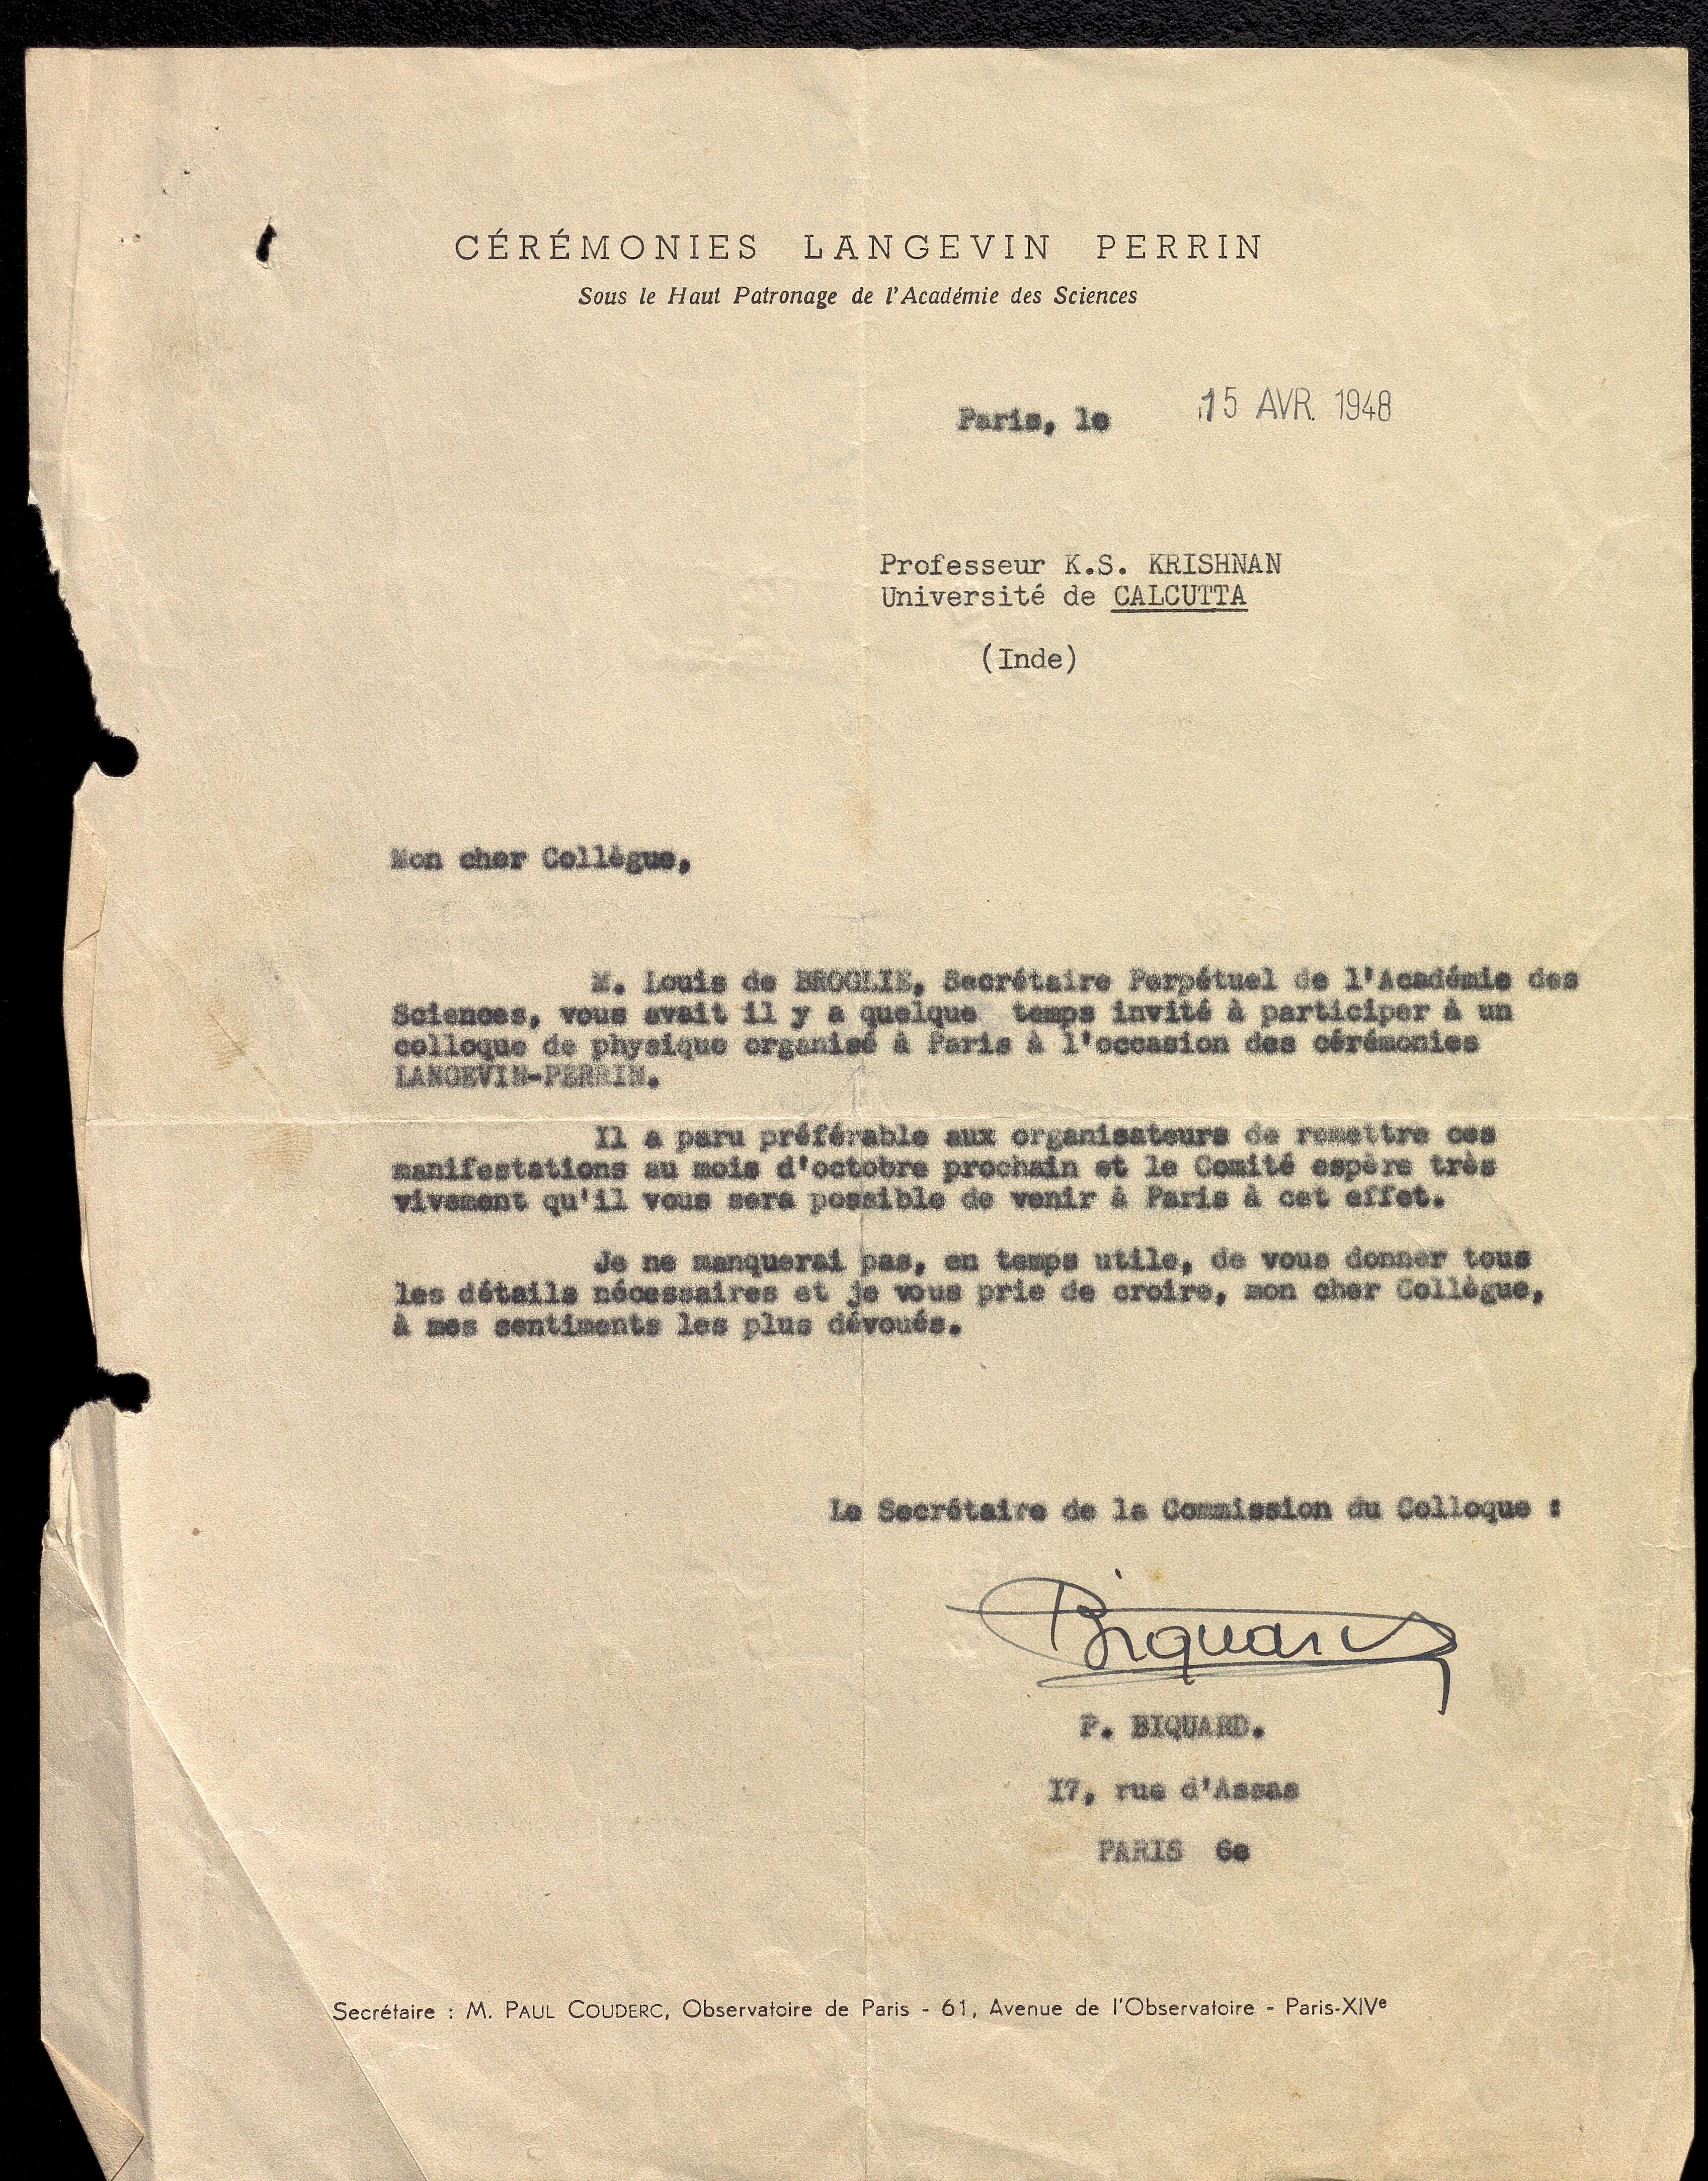 CÉRÉMONIES LANGEVIN PERRIN
Sous le Haut Patronage de l'Académie des Sciences
Paris, le 15 AVR. 1948
Professeur K.S. KRISHNAN
Université de CALCUTTA
(Inde)
Mon cher Collègue,
M. Louis de BROGLIE, Secrétaire Perpétuel de l'Académie des
Sciences, vous avait il y a quelque temps invité à participer à un
colloque de physique organisé à Paris à l'occasion des cérémonies
LANGEVIN-PERRIN.
Il a paru préférable aux organisateurs de remettre ces
manifestations au mois d'octobre prochain et le Comité espère très
vivement qu'il vous sera possible de venir à Paris à cet effet.
Je ne manquerai pas, en temps utile, de vous donner tous
les détails nécessaires et je vous prie de croire, mon cher Collègue,
à mes sentiments les plus dévoués.
Le Secrétaire de la Commission du Colloque :
Biquard
P. BIQUARD.
I7, rue d'Assas
PARIS 6e
Secrétaire : M. PAUL COUDERC, Observatoire de Paris - 61, Avenue de l'Observatoire - Paris-XIVe